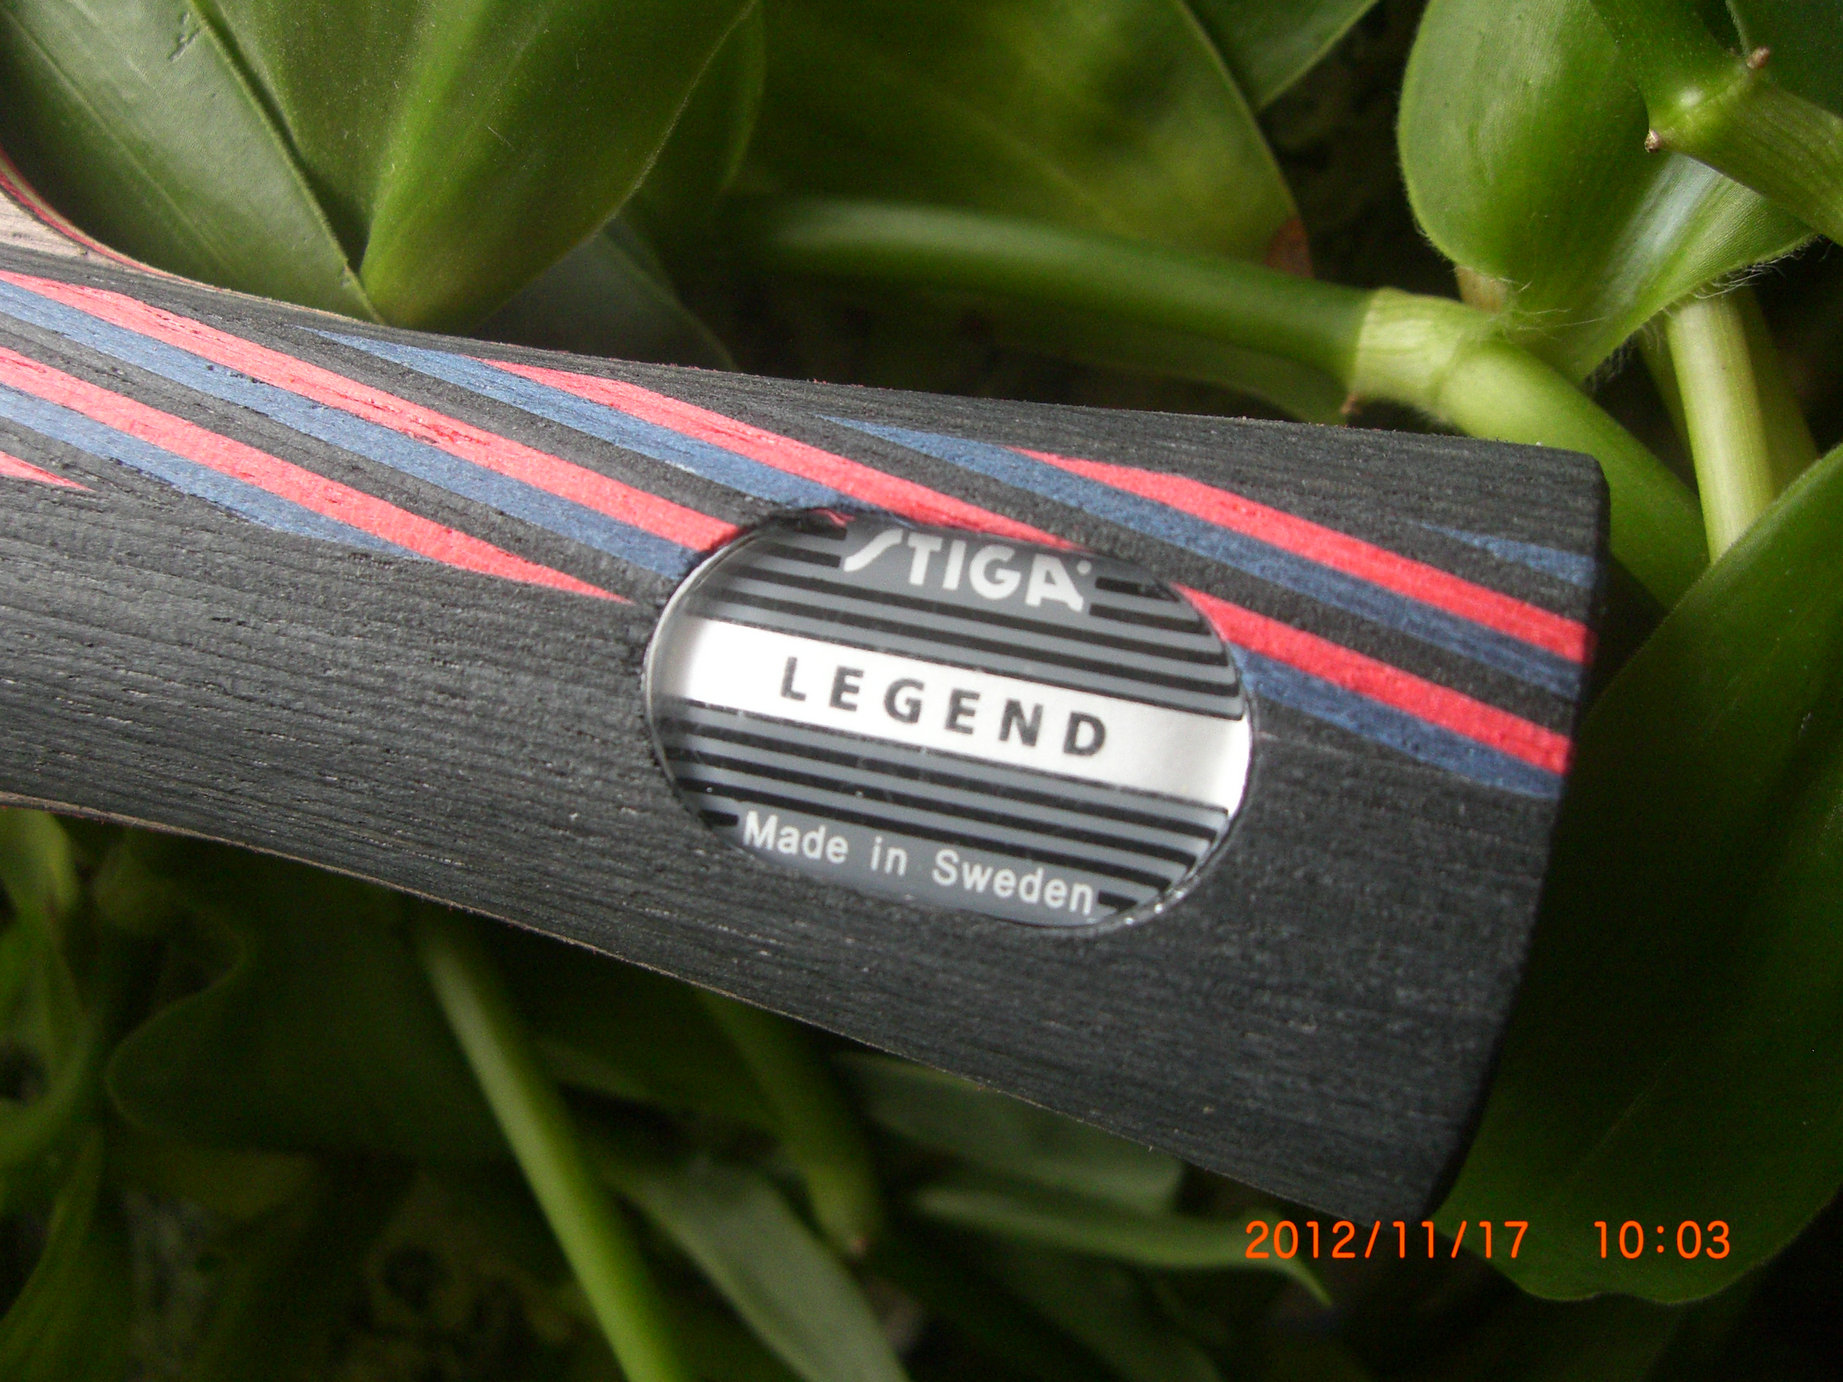 STIGA
LEGEND
Made in Sweden
2012/11/17 10:03